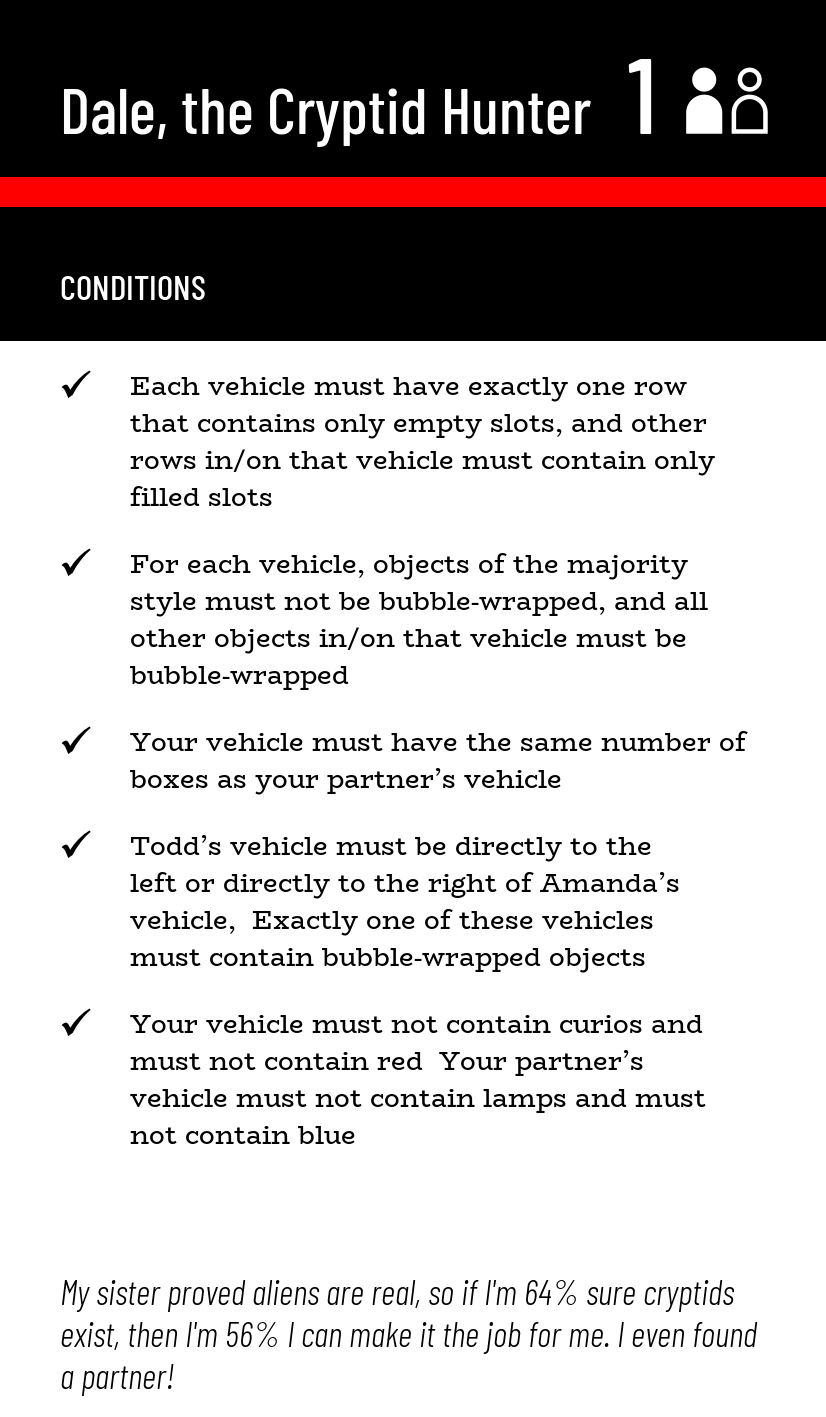 Dale, the Cryptid Hunter 1
CONDITIONS
✓ Each vehicle must have exactly one row
that contains only empty slots, and other
rows in/on that vehicle must contain only
filled slots
✓ For each vehicle, objects of the majority
style must not be bubble-wrapped, and all
other objects in/on that vehicle must be
bubble-wrapped
✓ Your vehicle must have the same number of
boxes as your partner’s vehicle
✓ Todd’s vehicle must be directly to the
left or directly to the right of Amanda’s
vehicle,  Exactly one of these vehicles
must contain bubble-wrapped objects
✓ Your vehicle must not contain curios and
must not contain red  Your partner’s
vehicle must not contain lamps and must
not contain blue
My sister proved aliens are real, so if I'm 64% sure cryptids
exist, then I'm 56% I can make it the job for me. I even found
a partner!